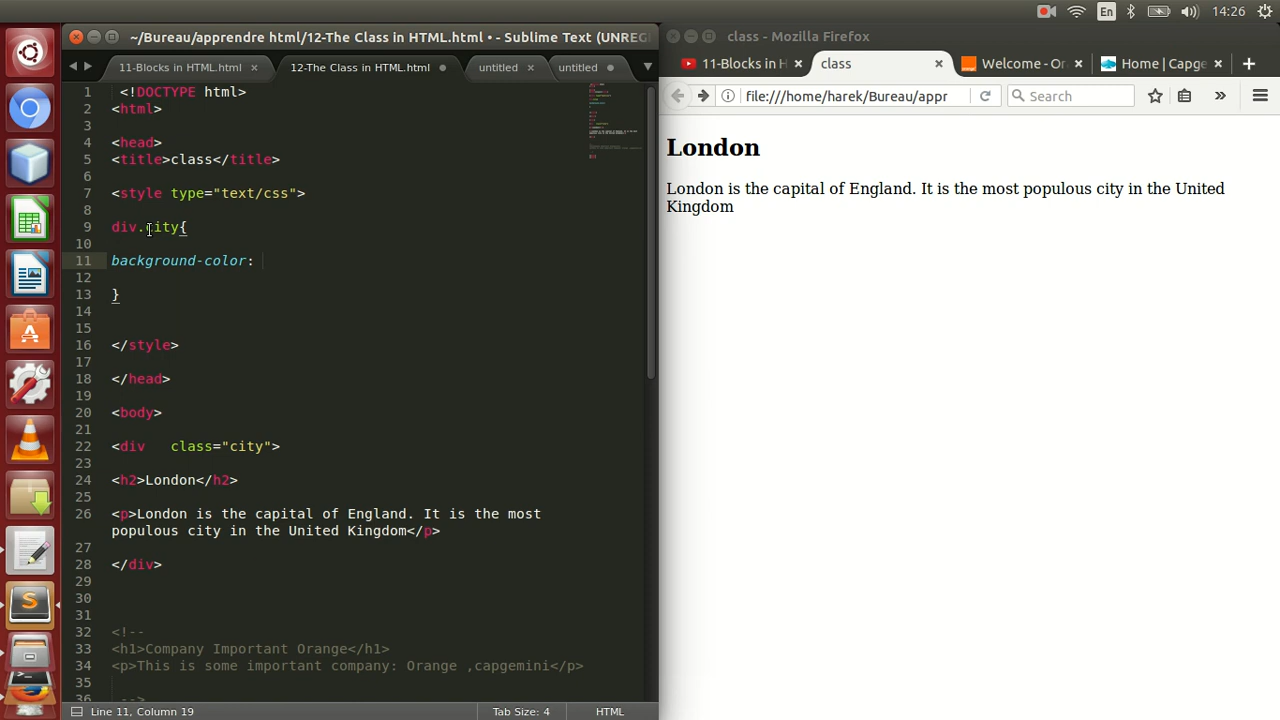 ~/Bureau/apprendre html/12-The Class in HTML.html • - Sublime Text (UNREG
class - Mozilla Firefox
En
14:26
11-Blocks in HTML.html
12-The Class in HTML.html
untitled
untitled
11-Blocks in H
class
Welcome - Or
Home | Capge
file:///home/harek/Bureau/appr
Search
1 <!DOCTYPE html>
2 <html>
3
4 <head>
5 <title>class</title>
6
7 <style type="text/css">
8
9 div.city{
10
11 background-color:
12
13 }
14
15
16 </style>
17
18 </head>
19
20 <body>
21
22 <div   class="city">
23
24 <h2>London</h2>
25
26 <p>London is the capital of England. It is the most
populous city in the United Kingdom</p>
27
28 </div>
29
30
31
32 <!--
33 <h1>Company Important Orange</h1>
34 <p>This is some important company: Orange ,capgemini</p>
35
36 -->
Line 11, Column 19
Tab Size: 4
HTML
London
London is the capital of England. It is the most populous city in the United
Kingdom